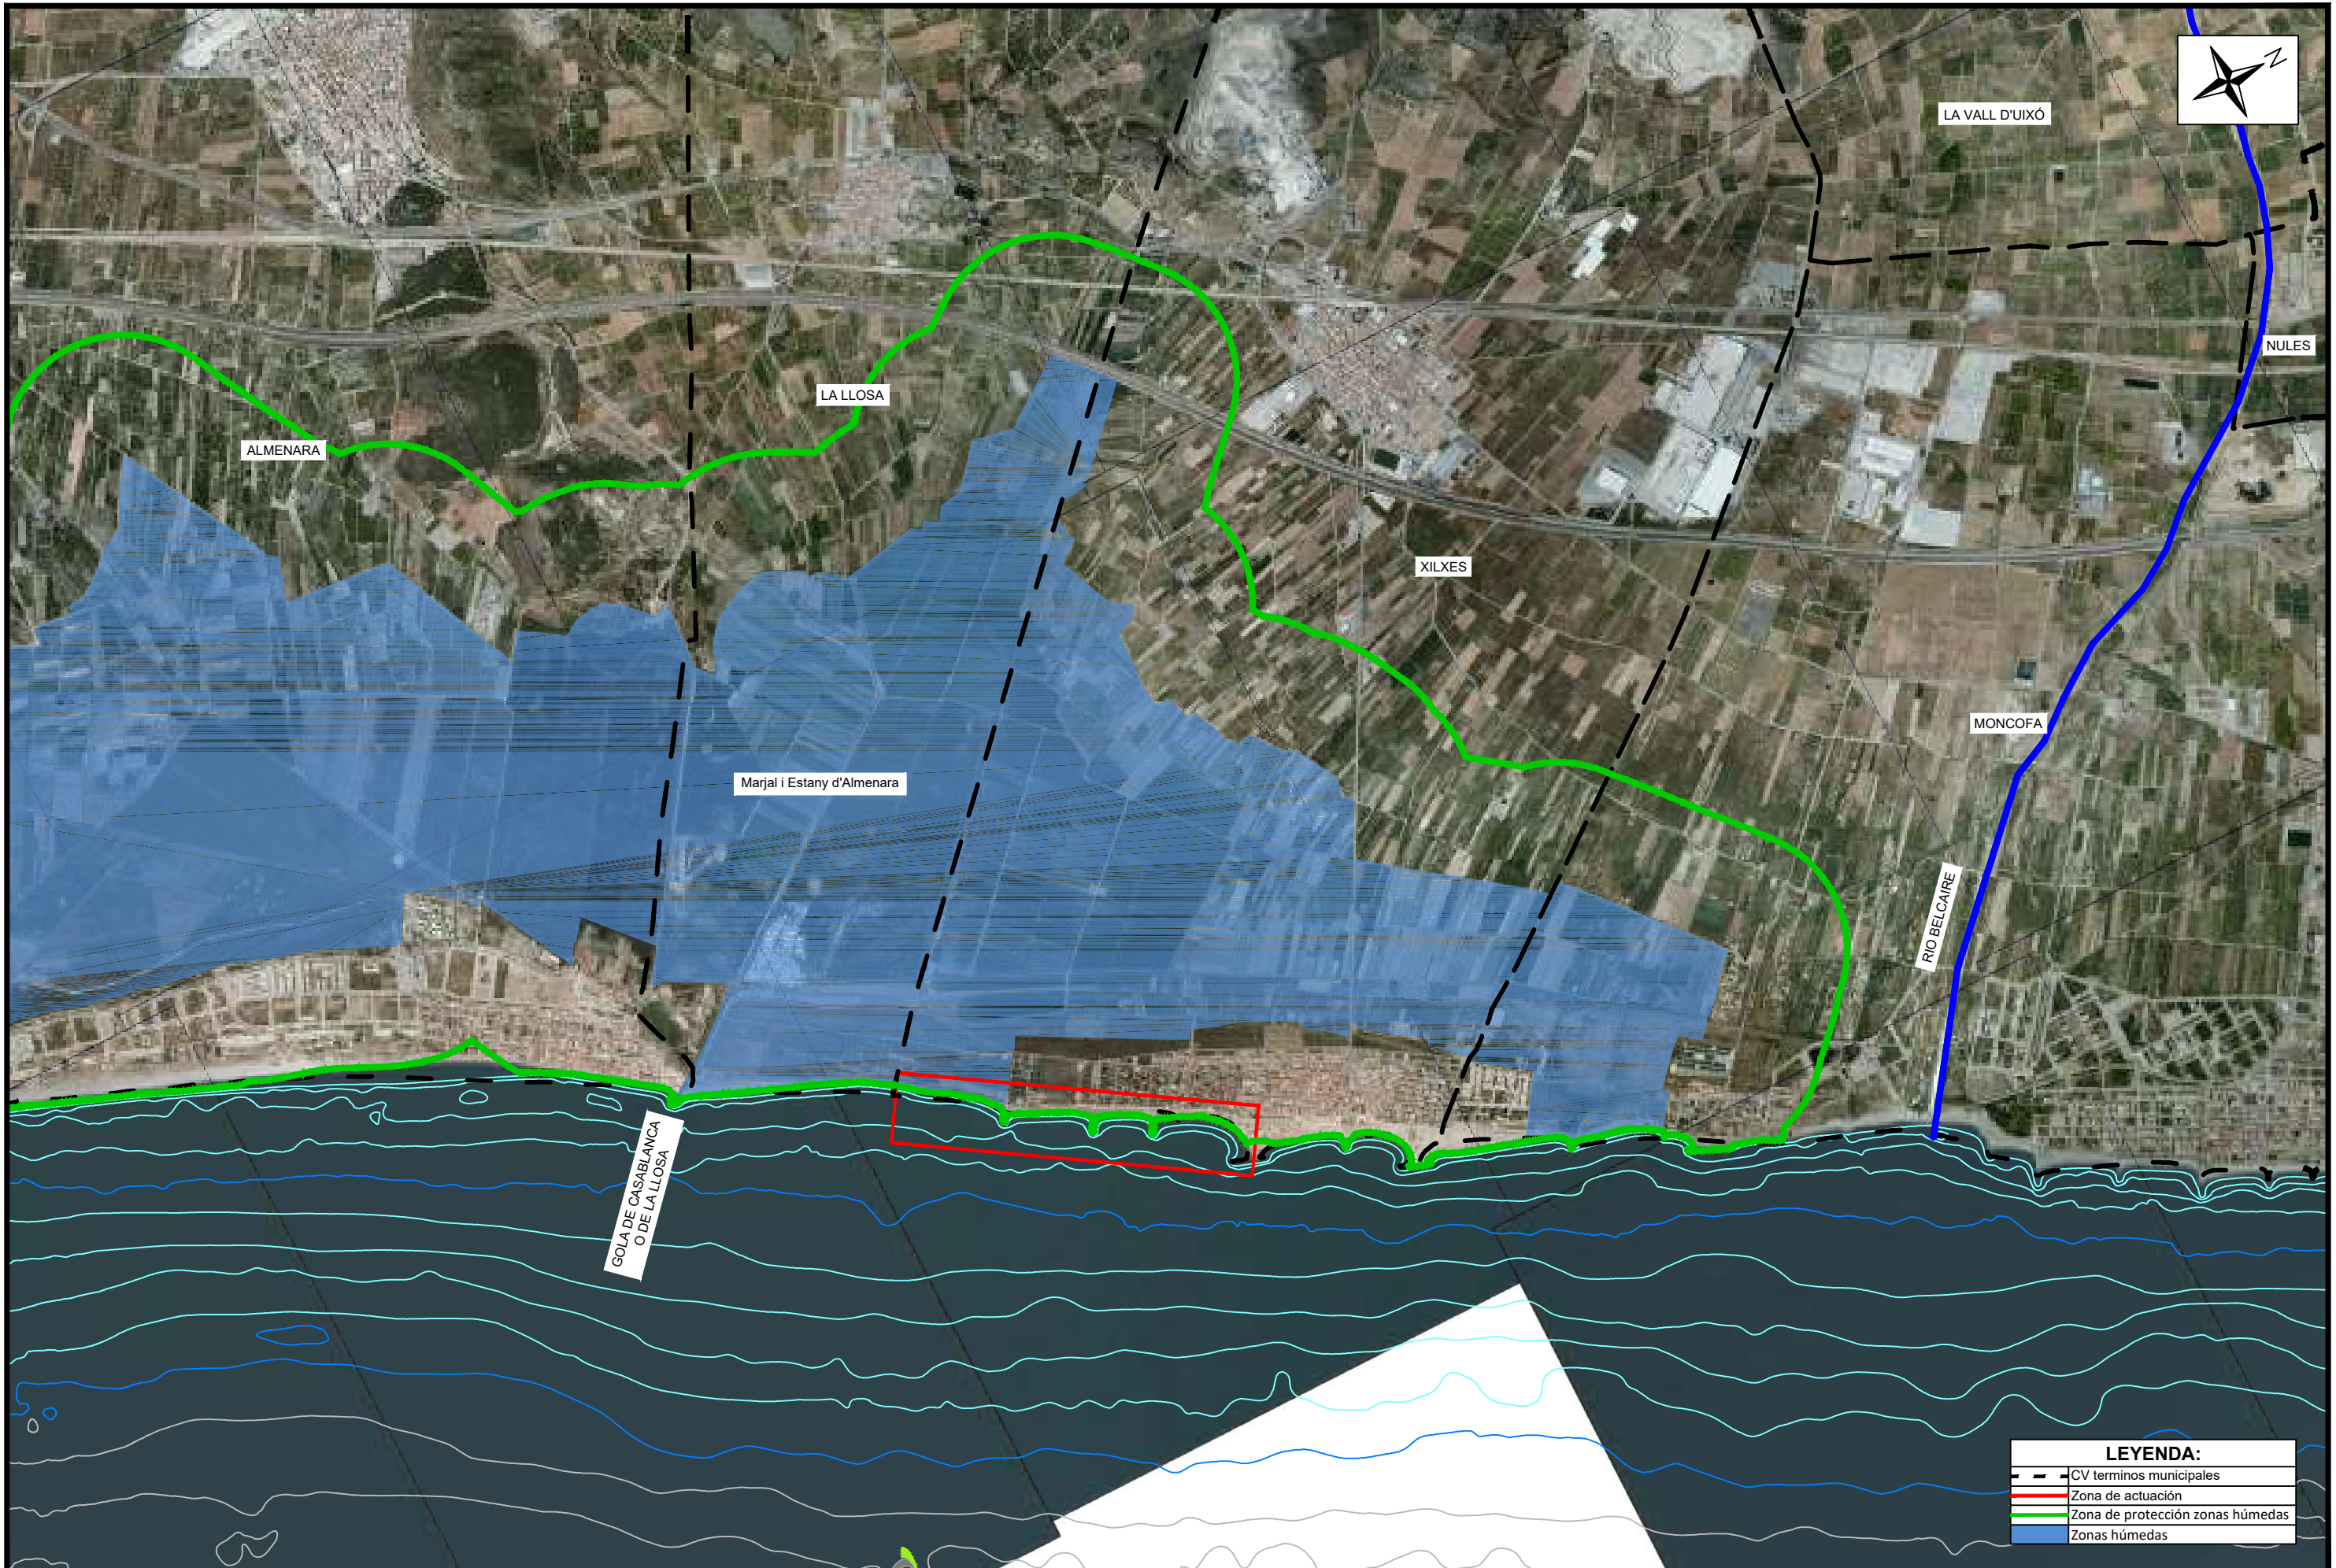 N
LA VALL D'UIXÓ
NULES
LA LLOSA
ALMENARA
XILXES
MONCOFA
Marjal i Estany d'Almenara
RIO BELCAIRE
GOLA DE CASABLANCA
O DE LA LLOSA
LEYENDA:
CV terminos municipales
Zona de actuación
Zona de protección zonas húmedas
Zonas húmedas